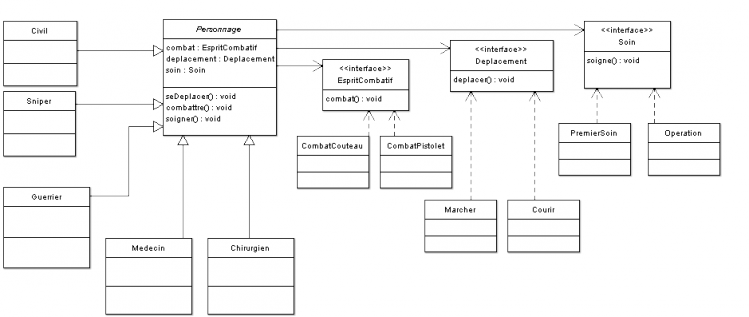 Personnage
combat : EspritCombatif
deplacement : Deplacement
soin : Soin
seDeplacer() : void
combattre() : void
soigner() : void
Civil
Sniper
Guerrier
Medecin
Chirurgien
<<interface>>
EspritCombatif
combat() : void
CombatCouteau
CombatPistolet
<<interface>>
Deplacement
deplacer() : void
Marcher
Courir
<<interface>>
Soin
soigne() : void
PremierSoin
Operation